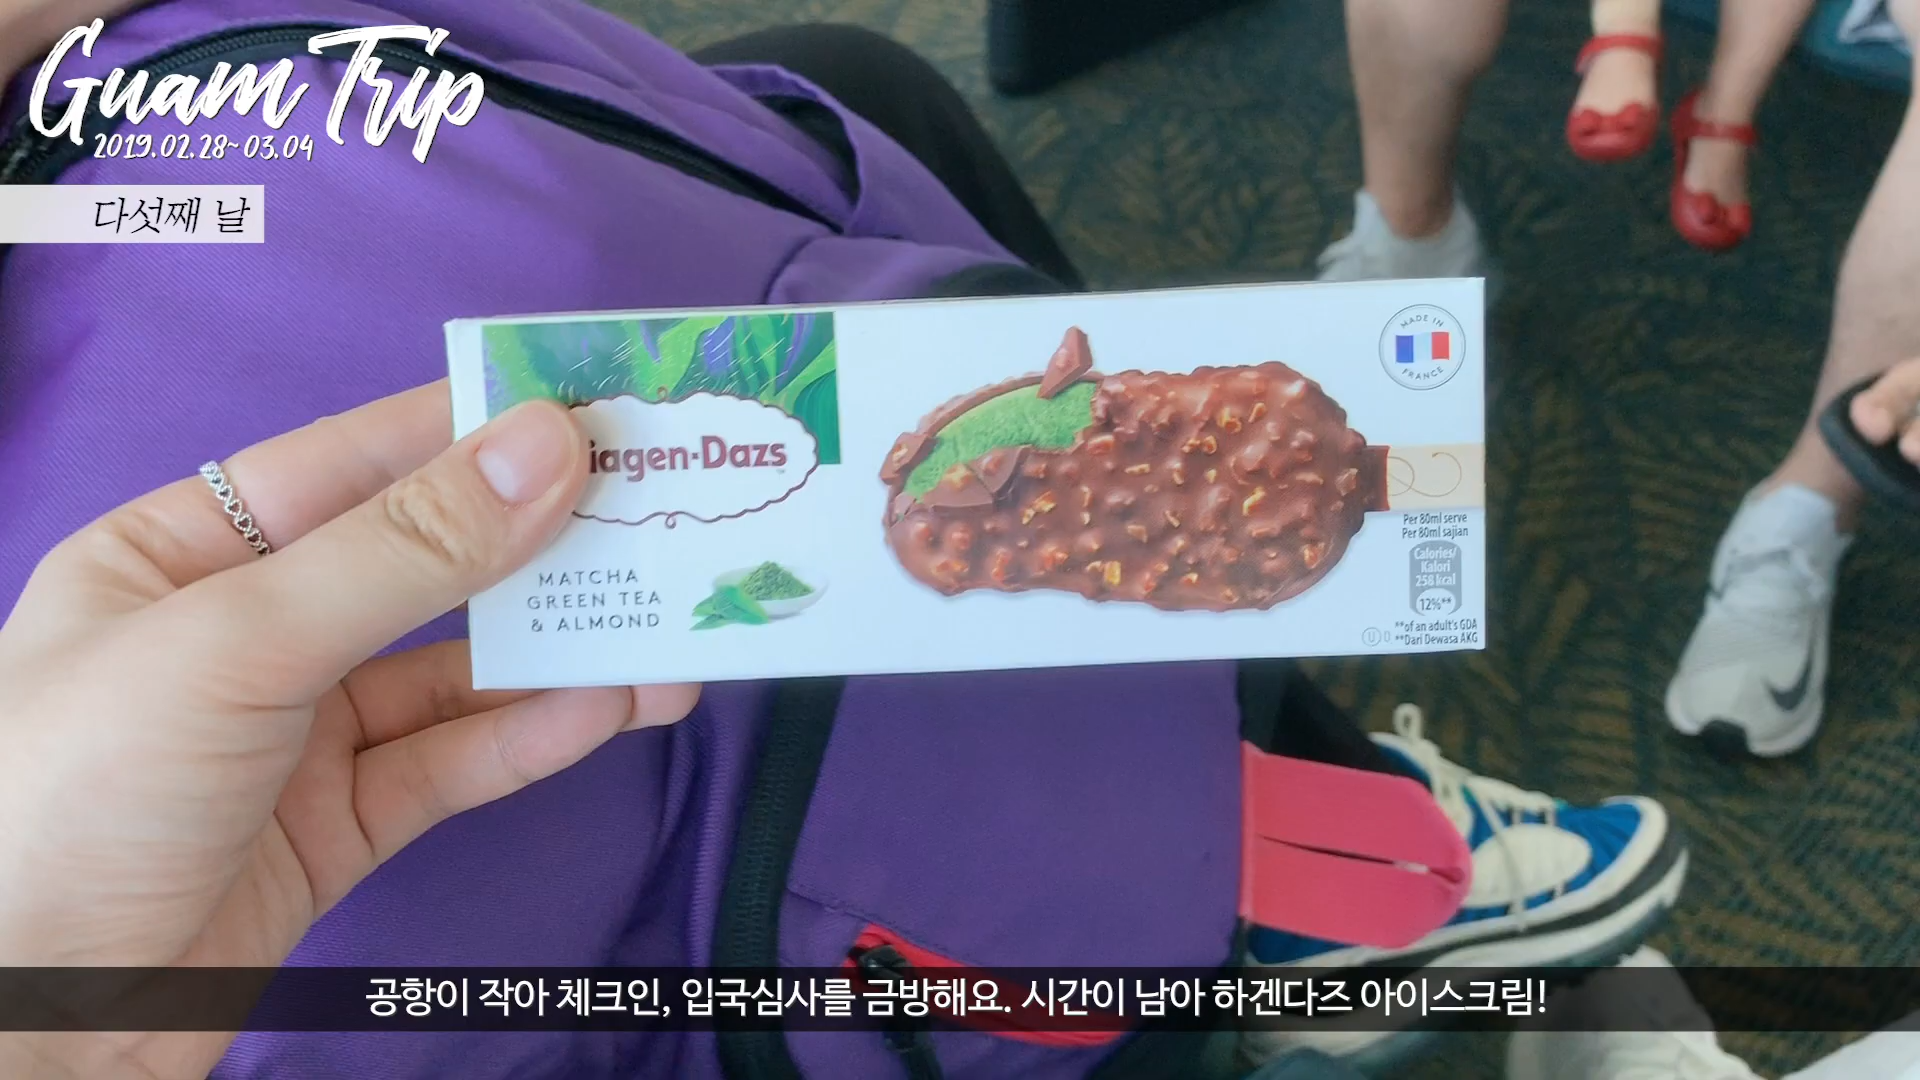 Guam Trip
2019.02.28~03.04
다섯째 날
MADE IN
FRANCE
iagen-Dazs
MATCHA
GREEN TEA
& ALMOND
Per 80ml serve
Per 80ml sajian
Calories/
Kalori
258 kcal
12%**
**of an adult's GDA
**Dari Dewasa AKG
공항이 작아 체크인, 입국심사를 금방해요. 시간이 남아 하겐다즈 아이스크림!